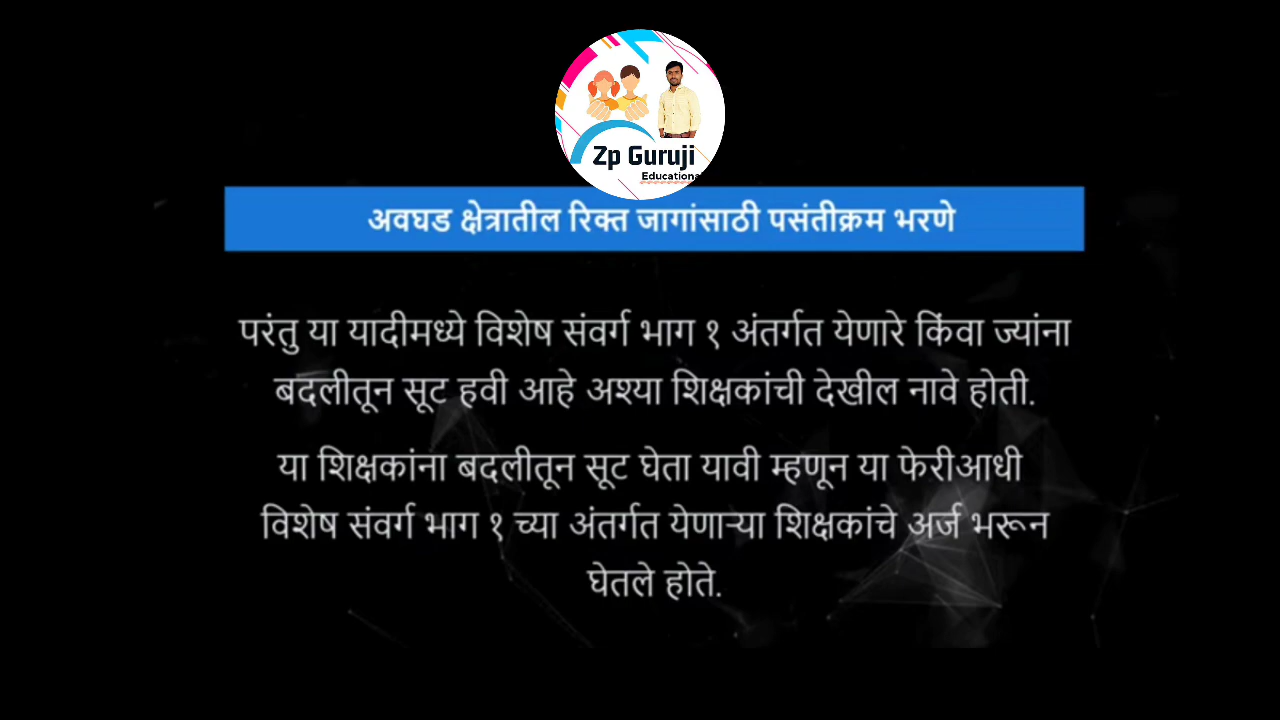 Zp Guruji
Educational
अवघड क्षेत्रातील रिक्त जागांसाठी पसंतीक्रम भरणे
परंतु या यादीमध्ये विशेष संवर्ग भाग १ अंतर्गत येणारे किंवा ज्यांना
बदलीतून सूट हवी आहे अश्या शिक्षकांची देखील नावे होती.
या शिक्षकांना बदलीतून सूट घेता यावी म्हणून या फेरीआधी
विशेष संवर्ग भाग १ च्या अंतर्गत येणाऱ्या शिक्षकांचे अर्ज भरून
घेतले होते.